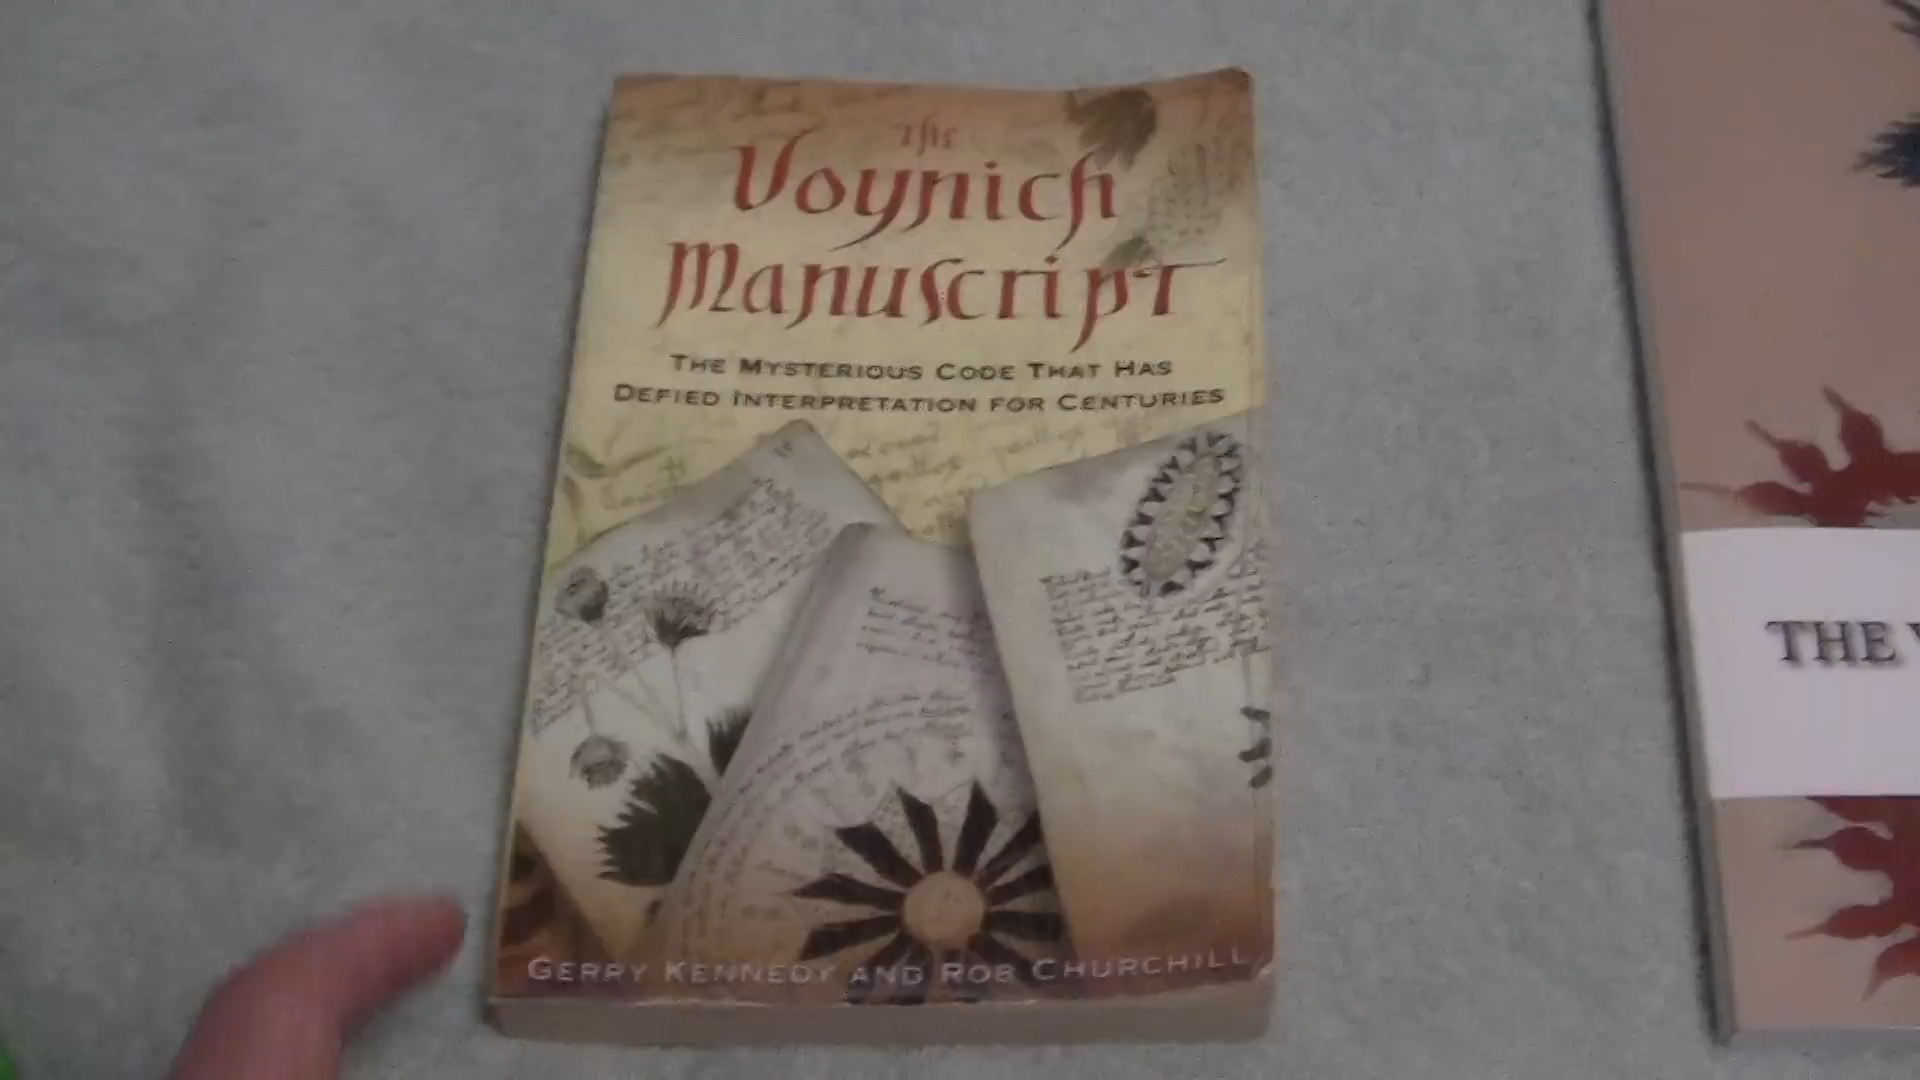 The
Voynich
Manuscript
The Mysterious Code That Has
Defied Interpretation for Centuries
Gerry Kennedy and Rob Churchill
THE